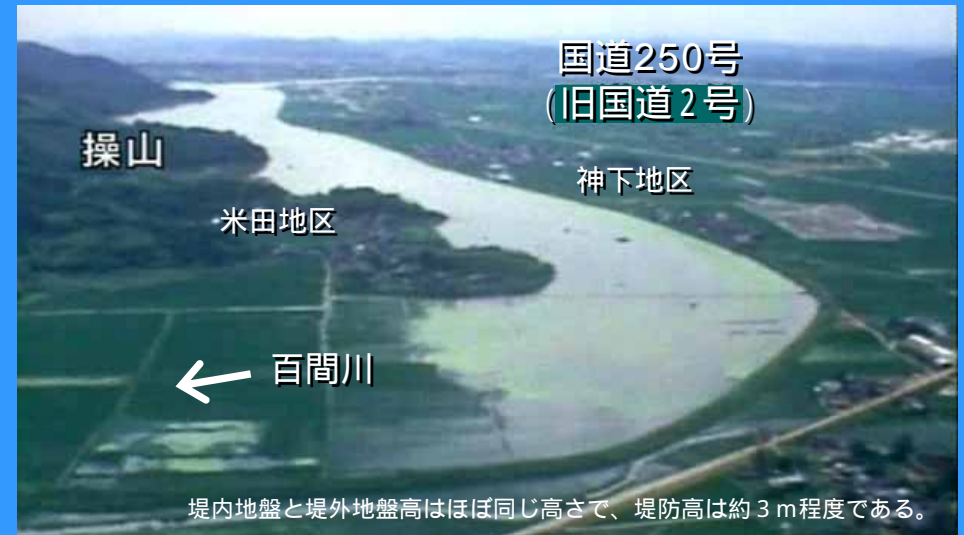 国道250号
(旧国道2号)
操山
神下地区
米田地区
百間川
堤内地盤と堤外地盤高はほぼ同じ高さで、堤防高は約3m程度である。